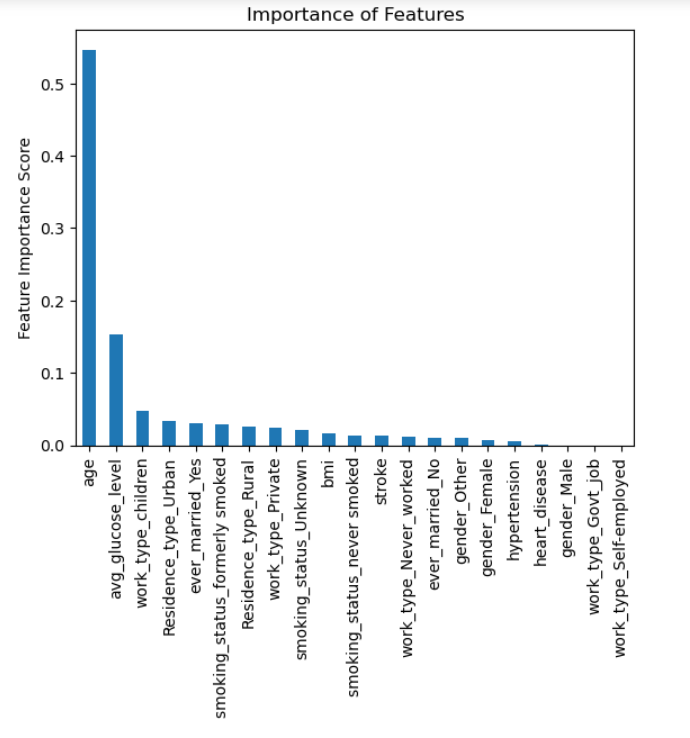 Importance of Features
Feature Importance Score
0.5
0.4
0.3
0.2
0.1
0.0
age
avg_glucose_level
work_type_children
Residence_type_Urban
ever_married_Yes
smoking_status_formerly smoked
Residence_type_Rural
work_type_Private
smoking_status_Unknown
bmi
smoking_status_never smoked
stroke
work_type_Never_worked
ever_married_No
gender_Other
gender_Female
hypertension
heart_disease
gender_Male
work_type_Govt_job
work_type_Self-employed